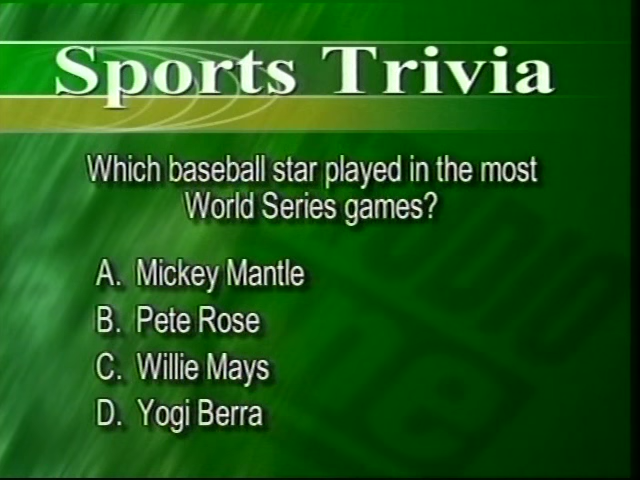 Sports Trivia
Which baseball star played in the most
World Series games?
A. Mickey Mantle
B. Pete Rose
C. Willie Mays
D. Yogi Berra